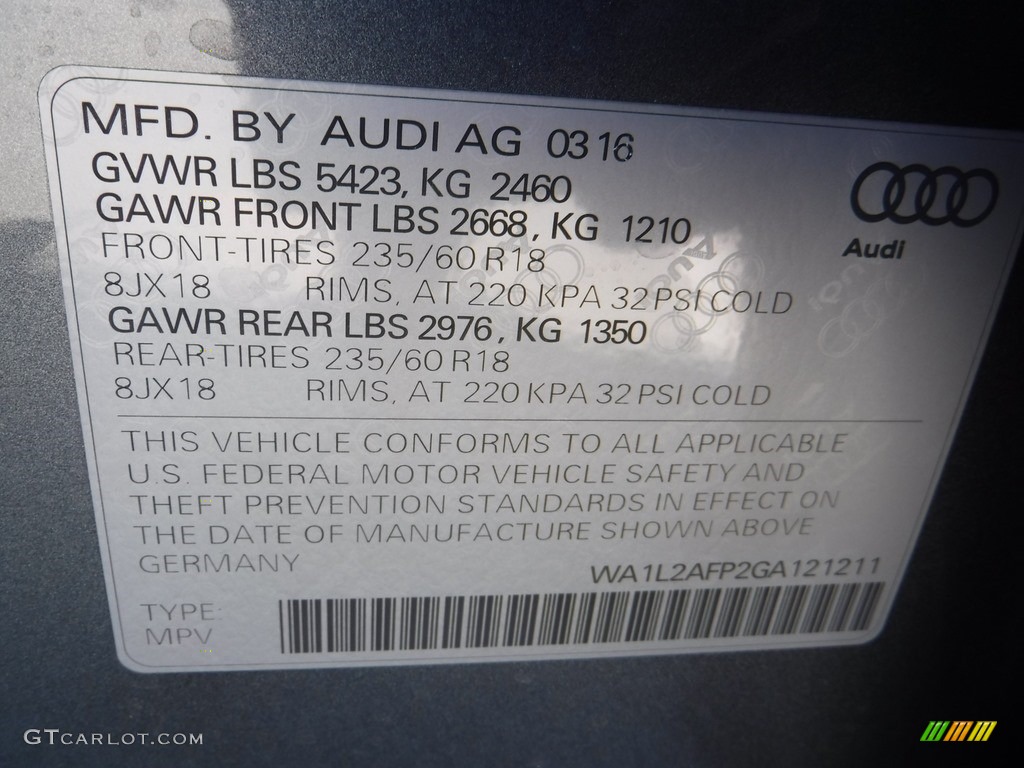 MFD. BY AUDI AG 03 16
GVWR LBS 5423, KG 2460
GAWR FRONT LBS 2668, KG 1210
FRONT-TIRES 235/60 R18
8JX18 RIMS, AT 220 KPA 32 PSI COLD
GAWR REAR LBS 2976, KG 1350
REAR-TIRES 235/60 R18
8JX18 RIMS, AT 220 KPA 32 PSI COLD
Audi
THIS VEHICLE CONFORMS TO ALL APPLICABLE
U.S. FEDERAL MOTOR VEHICLE SAFETY AND
THEFT PREVENTION STANDARDS IN EFFECT ON
THE DATE OF MANUFACTURE SHOWN ABOVE
GERMANY
WA1L2AFP2GA121211
TYPE:
MPV
GTCARLOT.COM